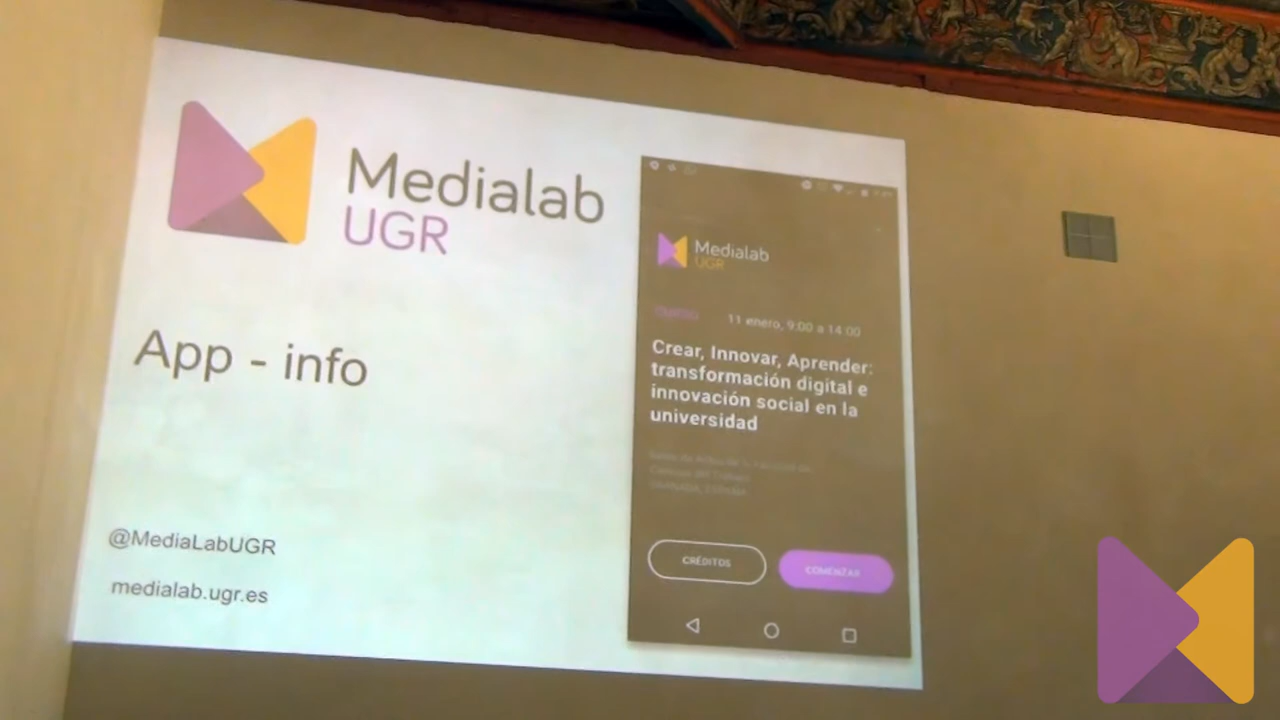 Medialab
UGR
App - info
@MediaLabUGR
medialab.ugr.es
Medialab
UGR
11 enero, 9:00 a 14:00
Crear, Innovar, Aprender:
transformación digital e
innovación social en la
universidad
CRÉDITOS
COMENZAR